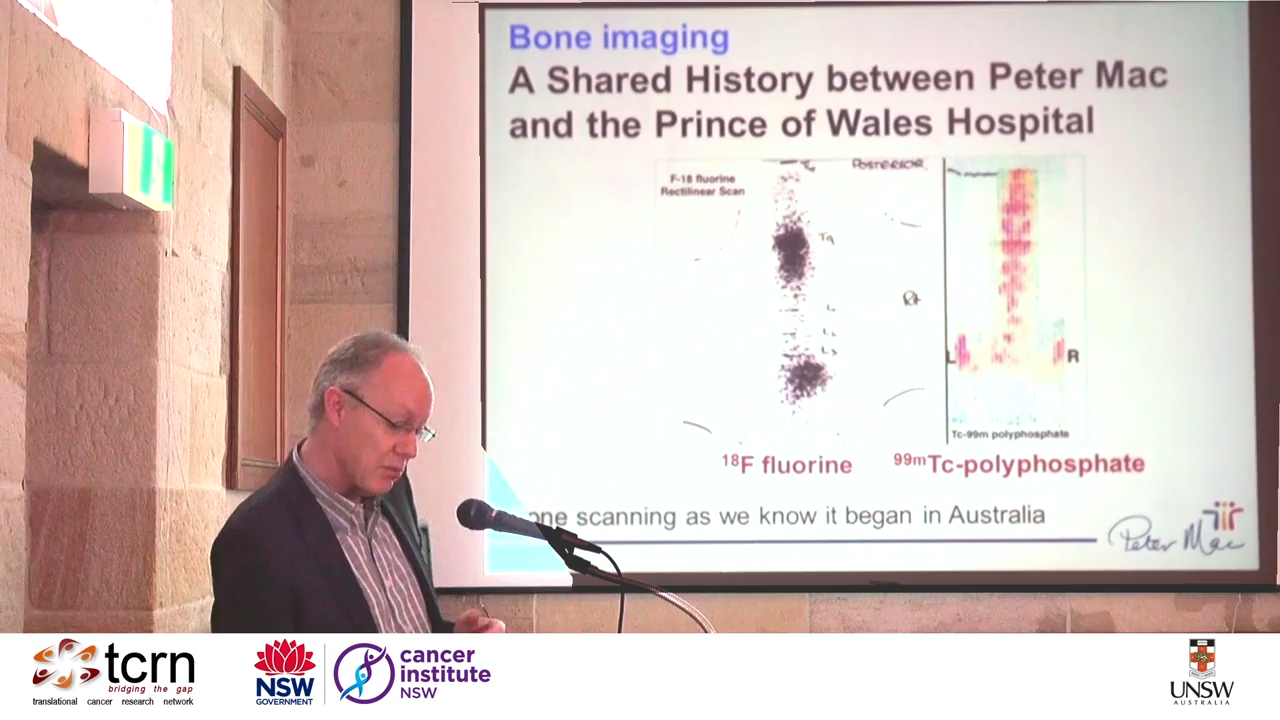 Bone imaging
A Shared History between Peter Mac
and the Prince of Wales Hospital
F-18 fluorine
Rectilinear Scan
POSTERIOR
L
R
Tc-99m polyphosphate
18F fluorine
99mTc-polyphosphate
one scanning as we know it began in Australia
Peter Mac
tcrn
bridging the gap
translational cancer research network
NSW
GOVERNMENT
cancer
institute
NSW
UNSW
AUSTRALIA